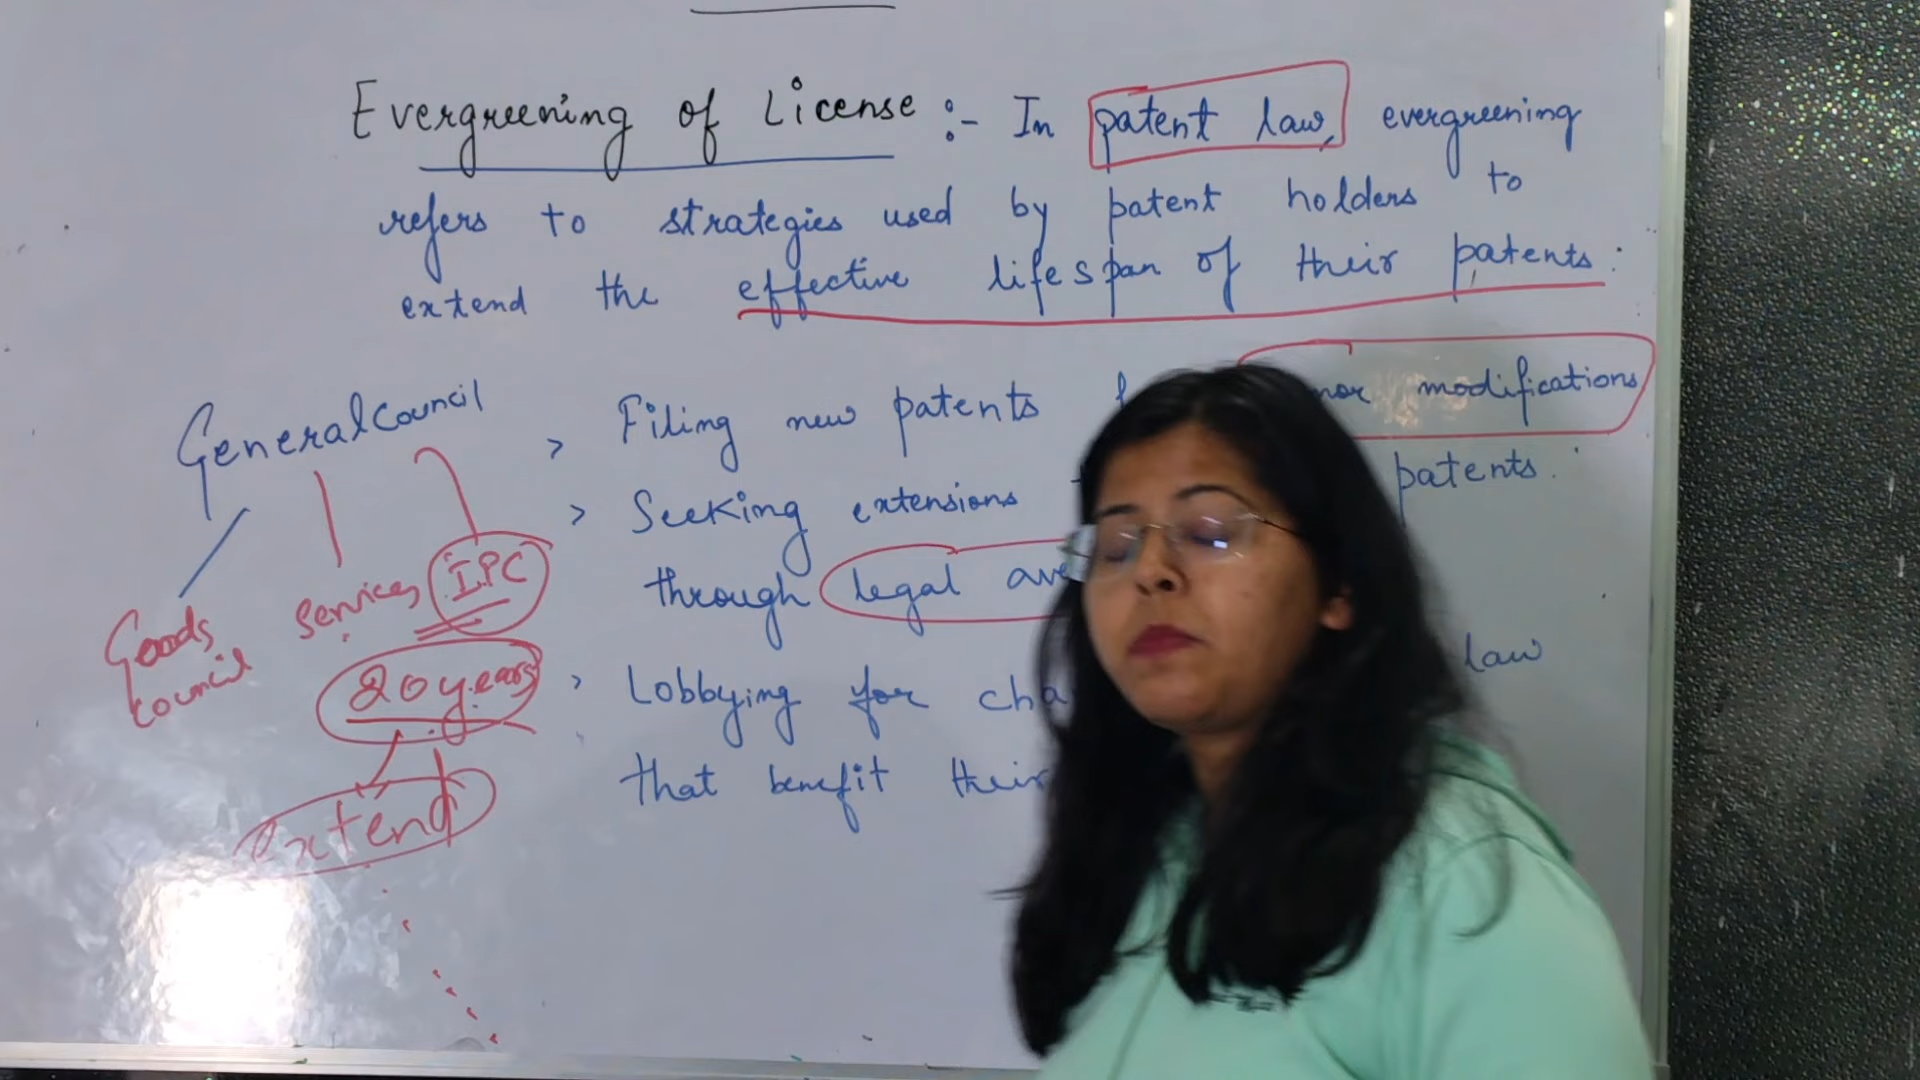 Evergreening of License :- In patent law, evergreening
refers to strategies used by patent holders to
extend the effective lifespan of their patents.
General council
Goods council
services
IPC
20 years
extend
> Filing new patents modifications
> Seeking extensions patents.
through legal
> Lobbying for law
that benefit their